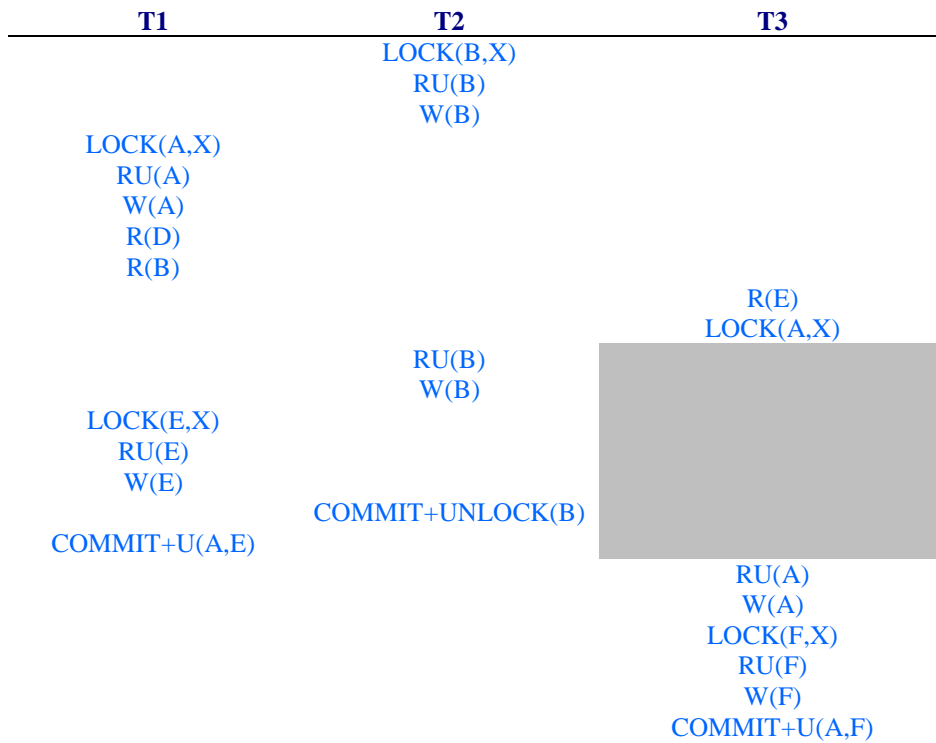 T1 T2 T3
LOCK(B,X)
RU(B)
W(B)
LOCK(A,X)
RU(A)
W(A)
R(D)
R(B)
R(E)
LOCK(A,X)
RU(B)
W(B)
LOCK(E,X)
RU(E)
W(E)
COMMIT+UNLOCK(B)
COMMIT+U(A,E)
RU(A)
W(A)
LOCK(F,X)
RU(F)
W(F)
COMMIT+U(A,F)